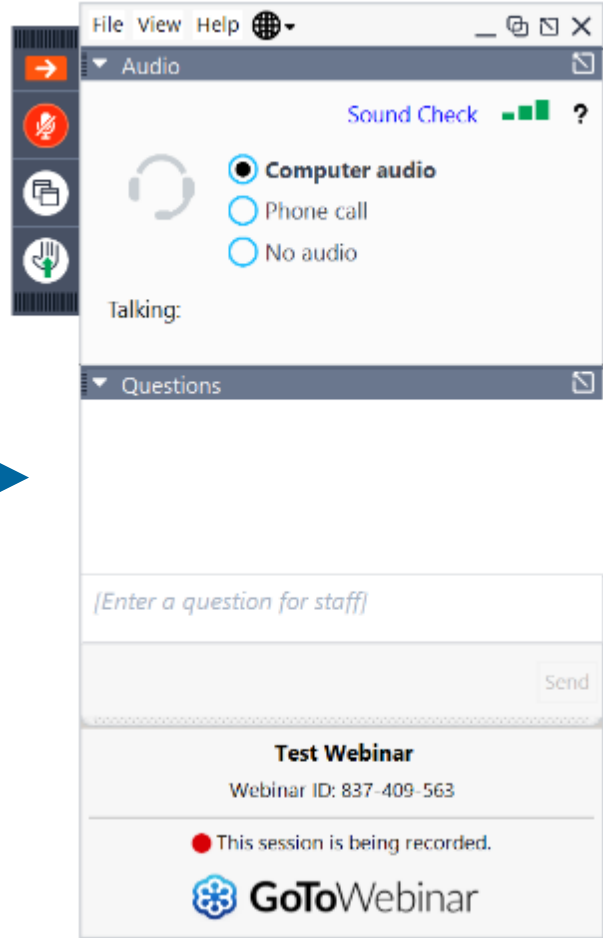 File View Help
Audio
Sound Check ?
Computer audio
Phone call
No audio
Talking:
Questions
[Enter a question for staff]
Send
Test Webinar
Webinar ID: 837-409-563
This session is being recorded.
GoToWebinar